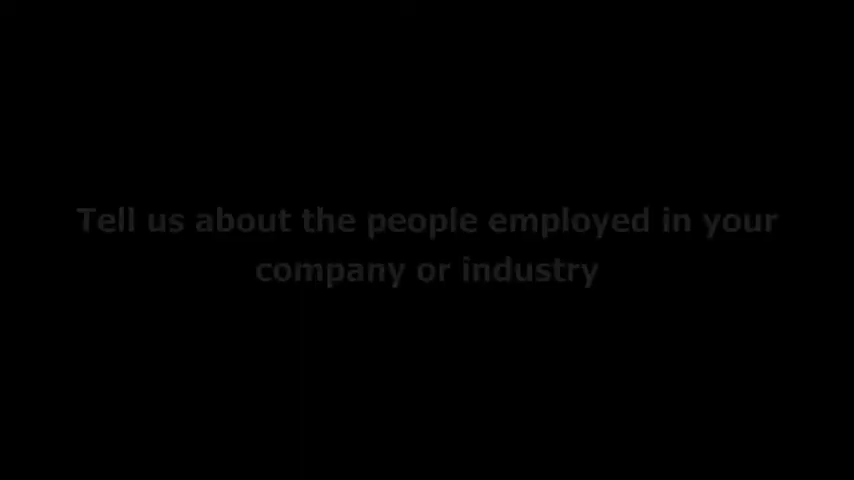 Tell us about the people employed in your
company or industry